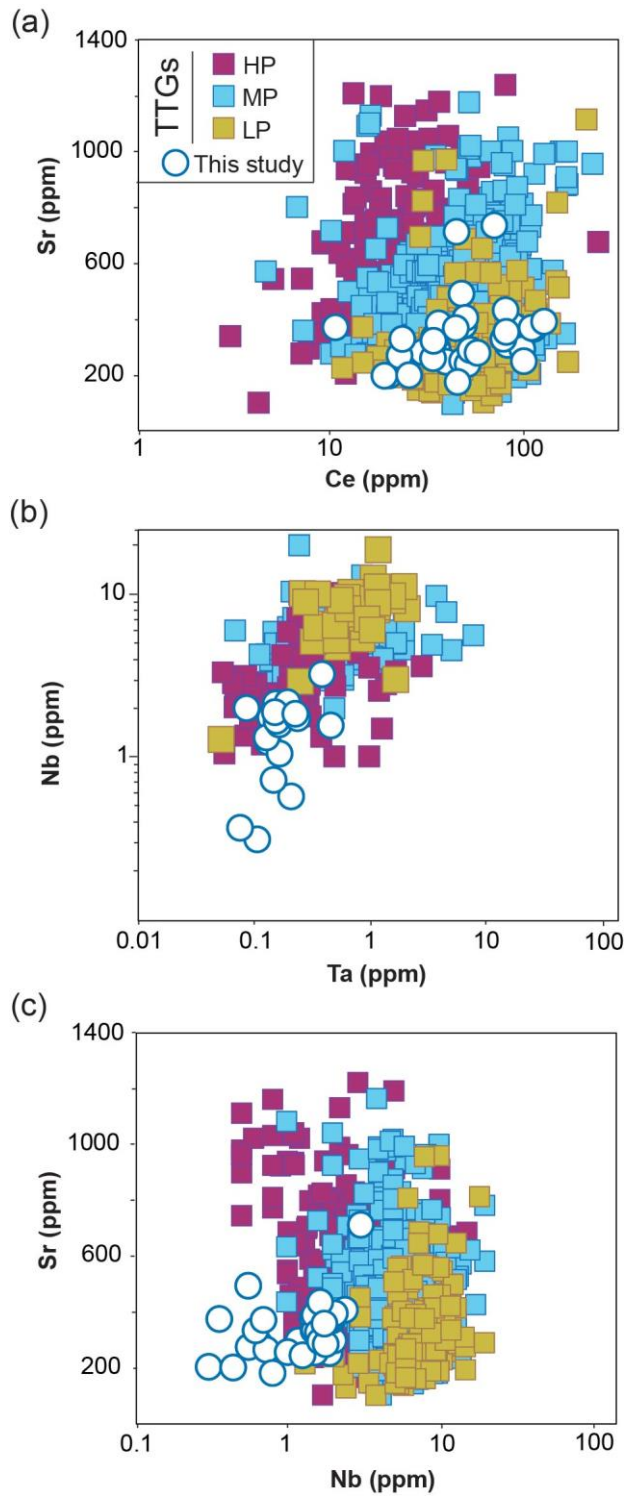 (a)
1400
1000
600
200
Sr (ppm)
TTGs
HP
MP
LP
This study
1
10
100
Ce (ppm)
(b)
10
1
Nb (ppm)
0.01
0.1
1
10
100
Ta (ppm)
(c)
1400
1000
600
200
Sr (ppm)
0.1
1
10
100
Nb (ppm)